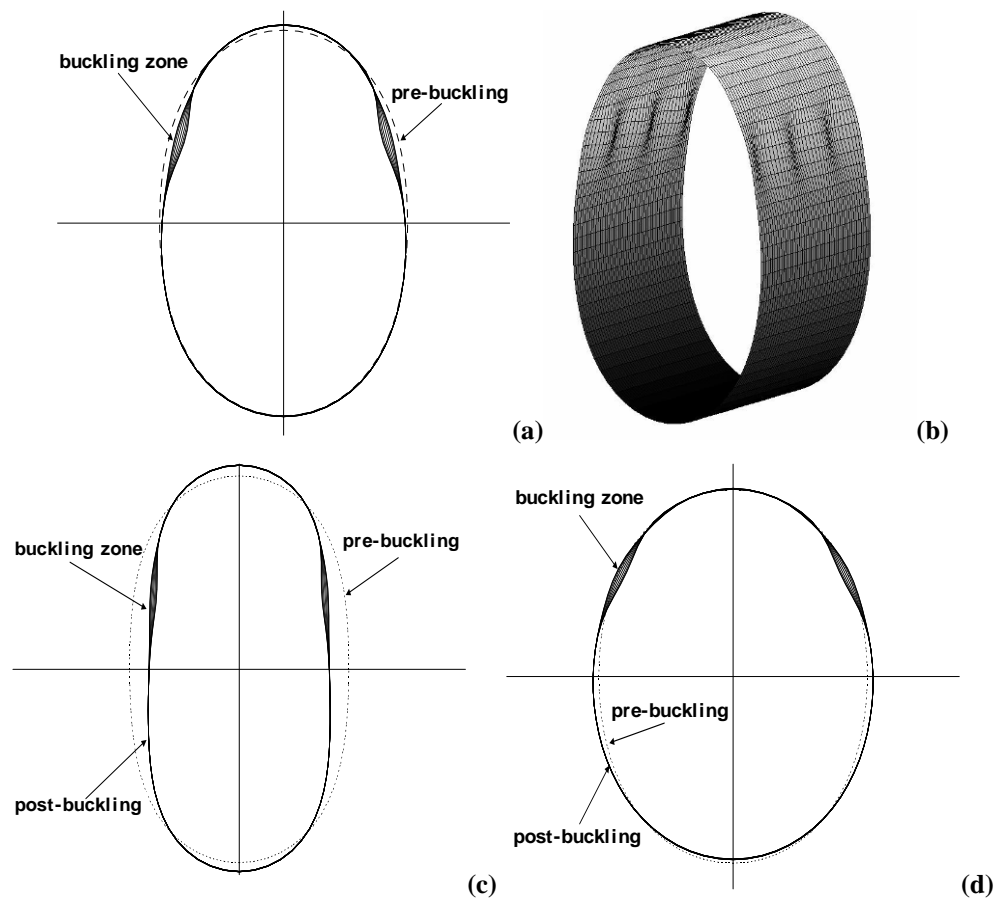 buckling zone
pre-buckling
(a)
(b)
buckling zone
pre-buckling
post-buckling
(c)
buckling zone
pre-buckling
post-buckling
(d)